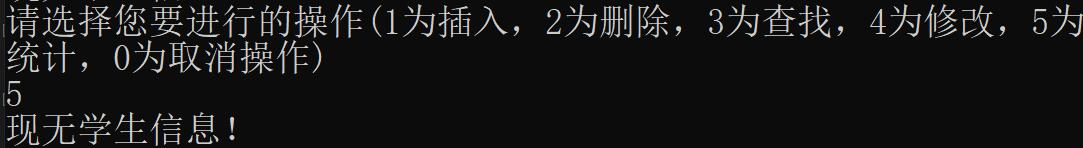 请选择您要进行的操作(1为插入，2为删除，3为查找，4为修改，5为
统计，0为取消操作)
5
现无学生信息！